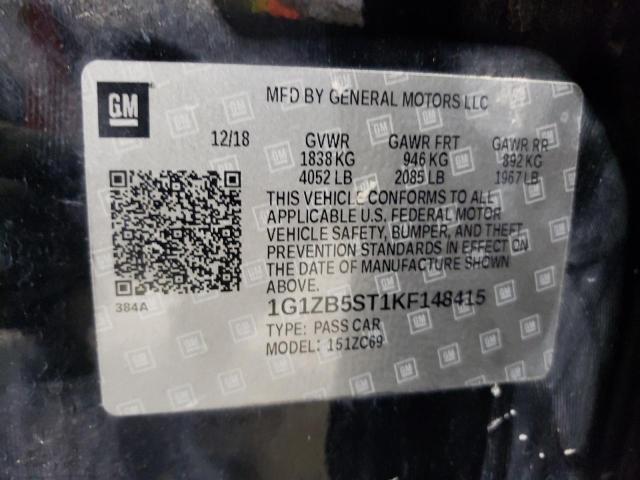 GM
MFD BY GENERAL MOTORS LLC
12/18 GVWR GAWR FRT GAWR RR
1838 KG 946 KG 892 KG
4052 LB 2085 LB 1967 LB
THIS VEHICLE CONFORMS TO ALL
APPLICABLE U.S. FEDERAL MOTOR
VEHICLE SAFETY, BUMPER, AND THEFT
PREVENTION STANDARDS IN EFFECT ON
THE DATE OF MANUFACTURE SHOWN
ABOVE.
384A
1G1ZB5ST1KF148415
TYPE: PASS CAR
MODEL: 151ZC69